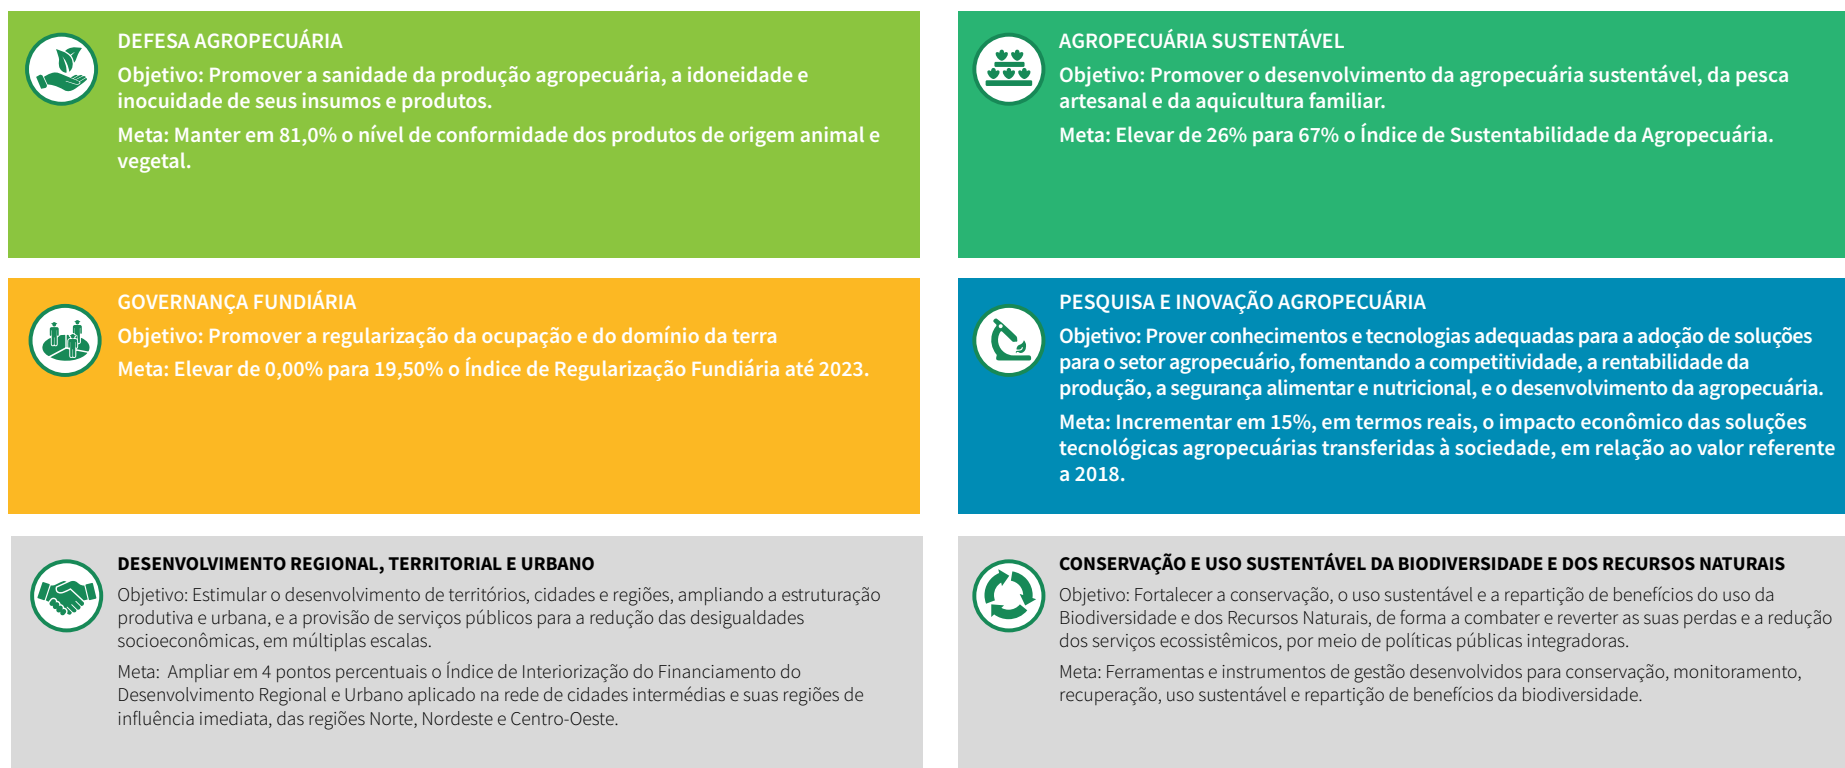 DEFESA AGROPECUÁRIA
Objetivo: Promover a sanidade da produção agropecuária, a idoneidade e
inocuidade de seus insumos e produtos.
Meta: Manter em 81,0% o nível de conformidade dos produtos de origem animal e
vegetal.
AGROPECUÁRIA SUSTENTÁVEL
Objetivo: Promover o desenvolvimento da agropecuária sustentável, da pesca
artesanal e da aquicultura familiar.
Meta: Elevar de 26% para 67% o Índice de Sustentabilidade da Agropecuária.
GOVERNANÇA FUNDIÁRIA
Objetivo: Promover a regularização da ocupação e do domínio da terra
Meta: Elevar de 0,00% para 19,50% o Índice de Regularização Fundiária até 2023.
PESQUISA E INOVAÇÃO AGROPECUÁRIA
Objetivo: Prover conhecimentos e tecnologias adequadas para a adoção de soluções
para o setor agropecuário, fomentando a competitividade, a rentabilidade da
produção, a segurança alimentar e nutricional, e o desenvolvimento da agropecuária.
Meta: Incrementar em 15%, em termos reais, o impacto econômico das soluções
tecnológicas agropecuárias transferidas à sociedade, em relação ao valor referente
a 2018.
DESENVOLVIMENTO REGIONAL, TERRITORIAL E URBANO
Objetivo: Estimular o desenvolvimento de territórios, cidades e regiões, ampliando a estruturação
produtiva e urbana, e a provisão de serviços públicos para a redução das desigualdades
socioeconômicas, em múltiplas escalas.
Meta: Ampliar em 4 pontos percentuais o Índice de Interiorização do Financiamento do
Desenvolvimento Regional e Urbano aplicado na rede de cidades intermédias e suas regiões de
influência imediata, das regiões Norte, Nordeste e Centro-Oeste.
CONSERVAÇÃO E USO SUSTENTÁVEL DA BIODIVERSIDADE E DOS RECURSOS NATURAIS
Objetivo: Fortalecer a conservação, o uso sustentável e a repartição de benefícios do uso da
Biodiversidade e dos Recursos Naturais, de forma a combater e reverter as suas perdas e a redução
dos serviços ecossistêmicos, por meio de políticas públicas integradoras.
Meta: Ferramentas e instrumentos de gestão desenvolvidos para conservação, monitoramento,
recuperação, uso sustentável e repartição de benefícios da biodiversidade.